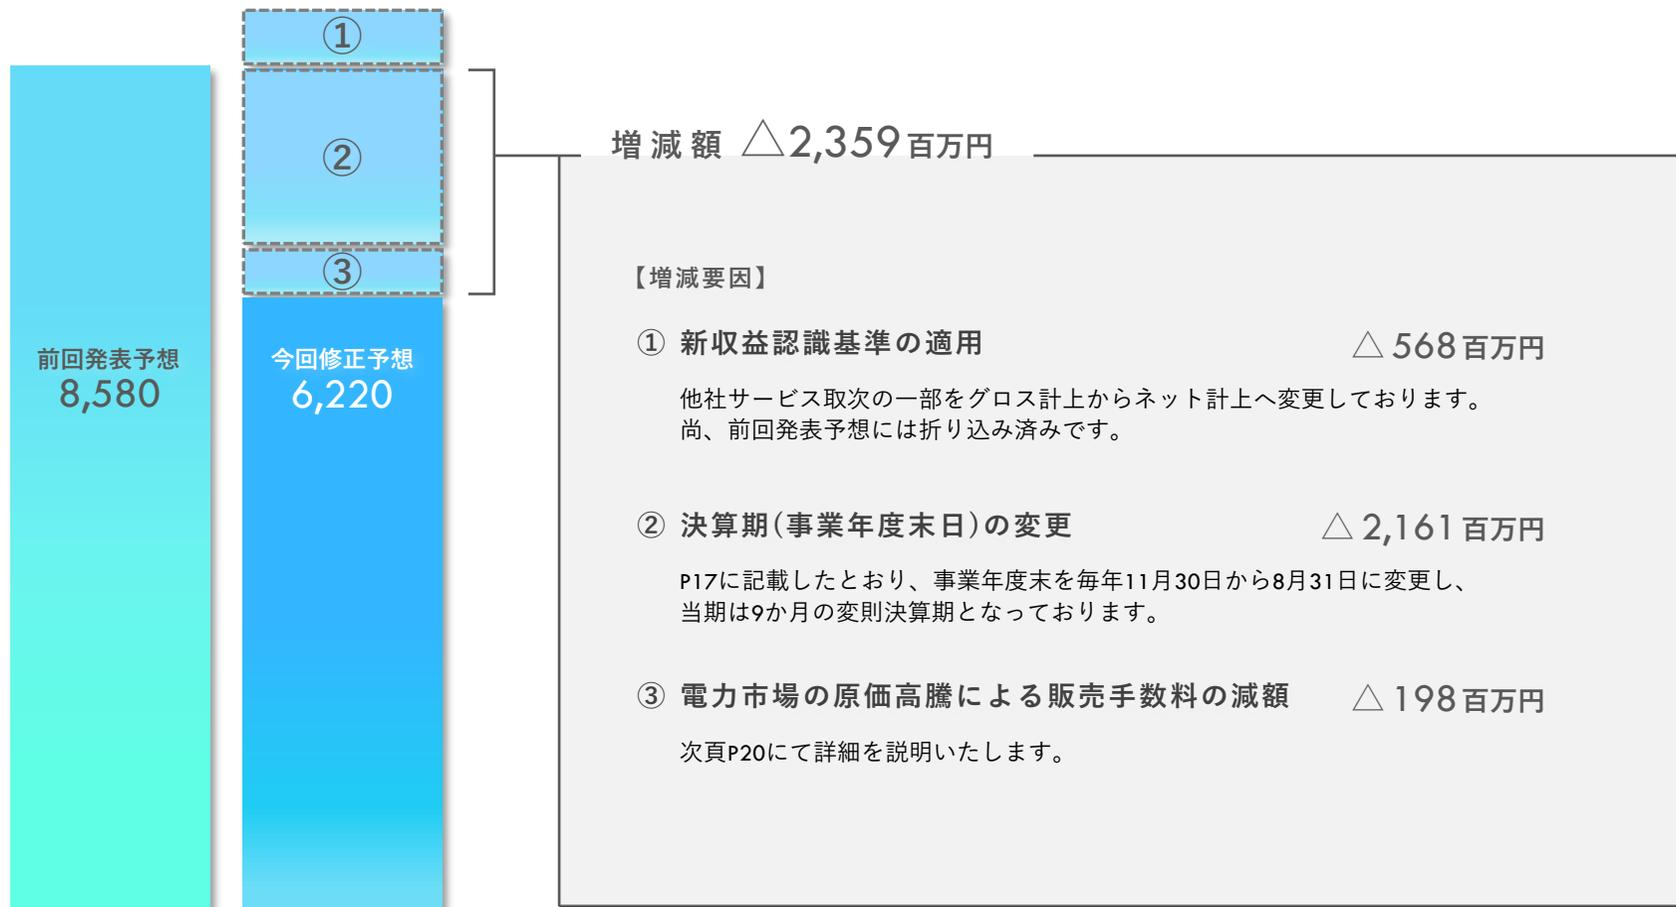 ①
②
③
前回発表予想
8,580
今回修正予想
6,220
増減額 △2,359百万円
【増減要因】
① 新収益認識基準の適用 △ 568百万円
他社サービス取次の一部をグロス計上からネット計上へ変更しております。
尚、前回発表予想には折り込み済みです。
② 決算期(事業年度末日)の変更 △ 2,161百万円
P17に記載したとおり、事業年度末を毎年11月30日から8月31日に変更し、
当期は9か月の変則決算期となっております。
③ 電力市場の原価高騰による販売手数料の減額 △ 198百万円
次頁P20にて詳細を説明いたします。